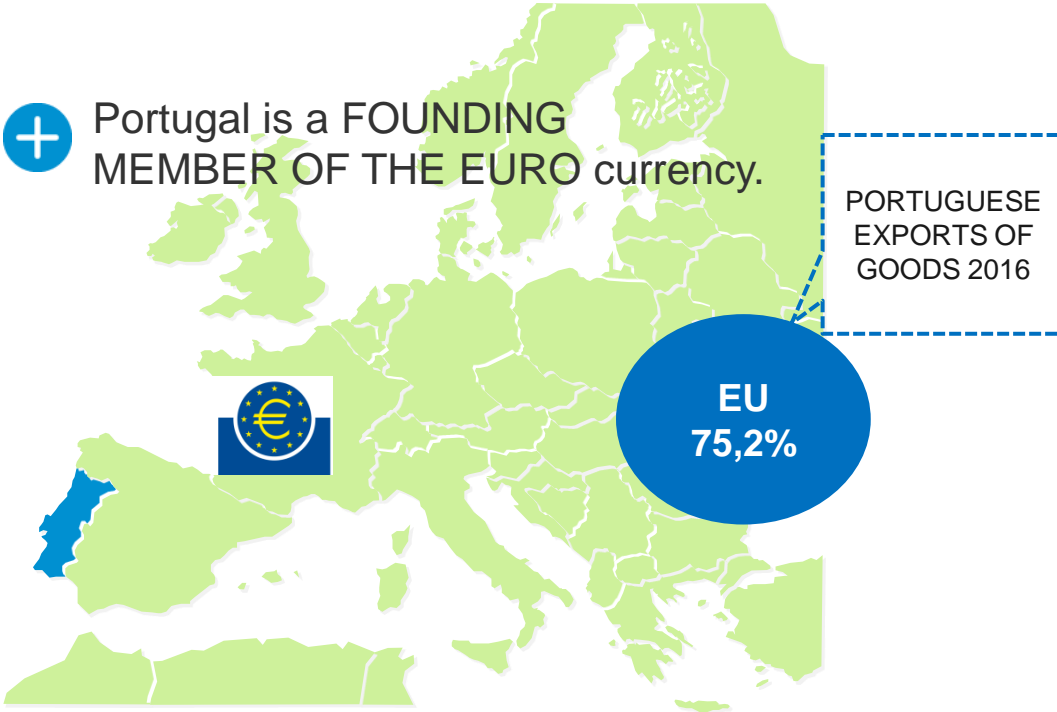 Portugal is a FOUNDING
MEMBER OF THE EURO currency.
PORTUGUESE
EXPORTS OF
GOODS 2016
EU
75,2%